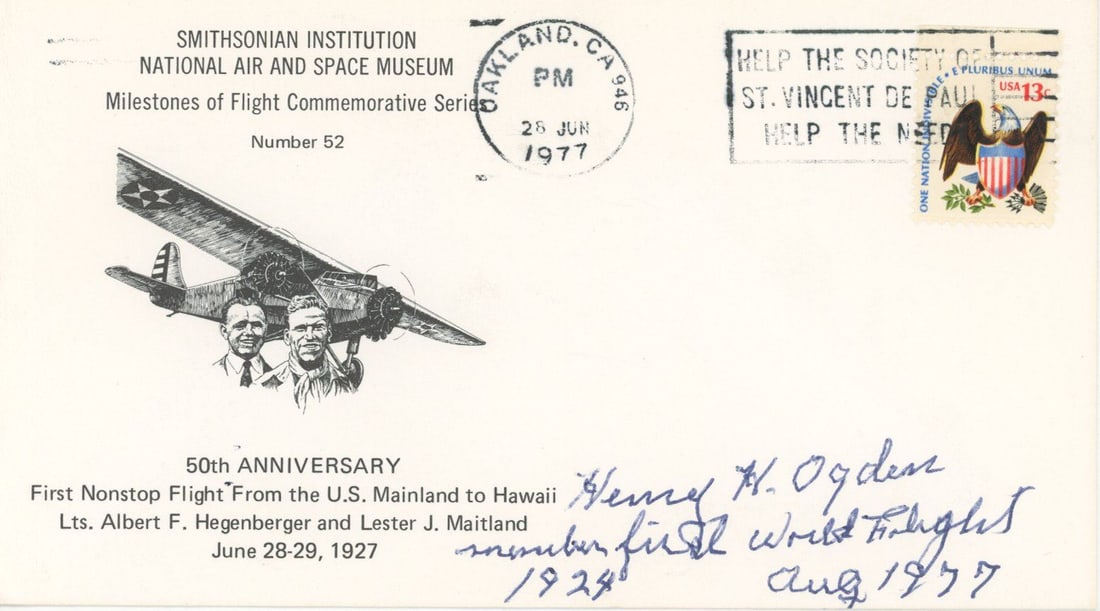 SMITHSONIAN INSTITUTION
NATIONAL AIR AND SPACE MUSEUM
Milestones of Flight Commemorative Series
Number 52
OAKLAND, CA 946
PM
28 JUN
1977
HELP THE SOCIETY OF
ST. VINCENT DE PAUL
HELP THE NEED
ONE NATION INDIVISIBLE • E PLURIBUS UNUM
USA 13c
50th ANNIVERSARY
First Nonstop Flight From the U.S. Mainland to Hawaii
Lts. Albert F. Hegenberger and Lester J. Maitland
June 28-29, 1927
Henry H. Ogden
member first World Flight
1924 Aug 1977